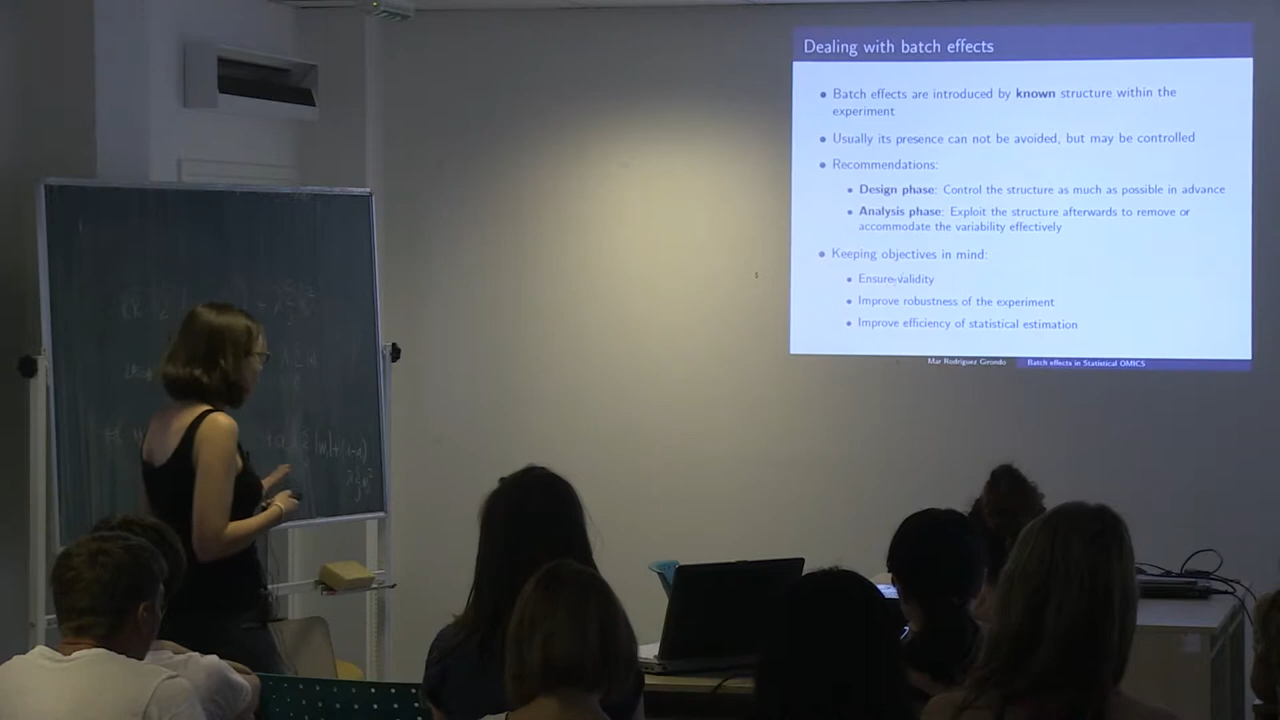 Dealing with batch effects
Batch effects are introduced by known structure within the
experiment
Usually its presence can not be avoided, but may be controlled
Recommendations:
Design phase: Control the structure as much as possible in advance
Analysis phase: Exploit the structure afterwards to remove or
accommodate the variability effectively
Keeping objectives in mind:
Ensure validity
Improve robustness of the experiment
Improve efficiency of statistical estimation
Mar Rodriguez Girondo
Batch effects in Statistical OMICS